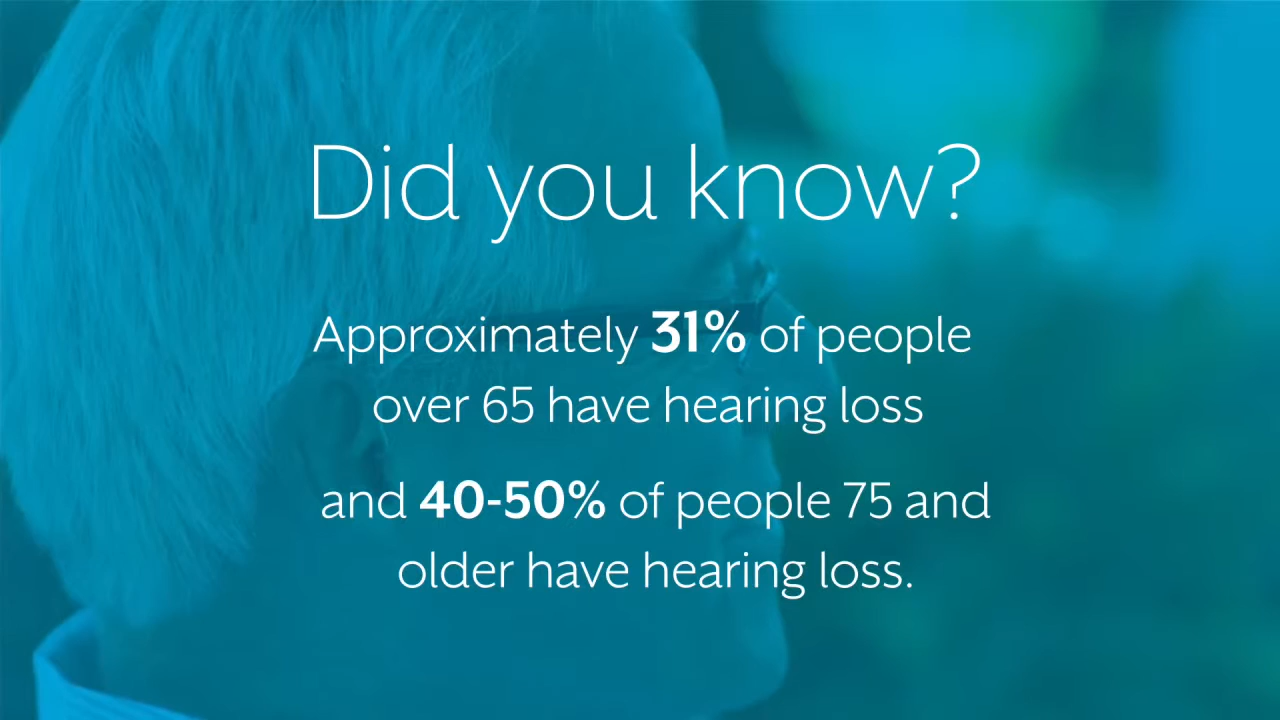 Did you know?
Approximately 31% of people
over 65 have hearing loss
and 40-50% of people 75 and
older have hearing loss.